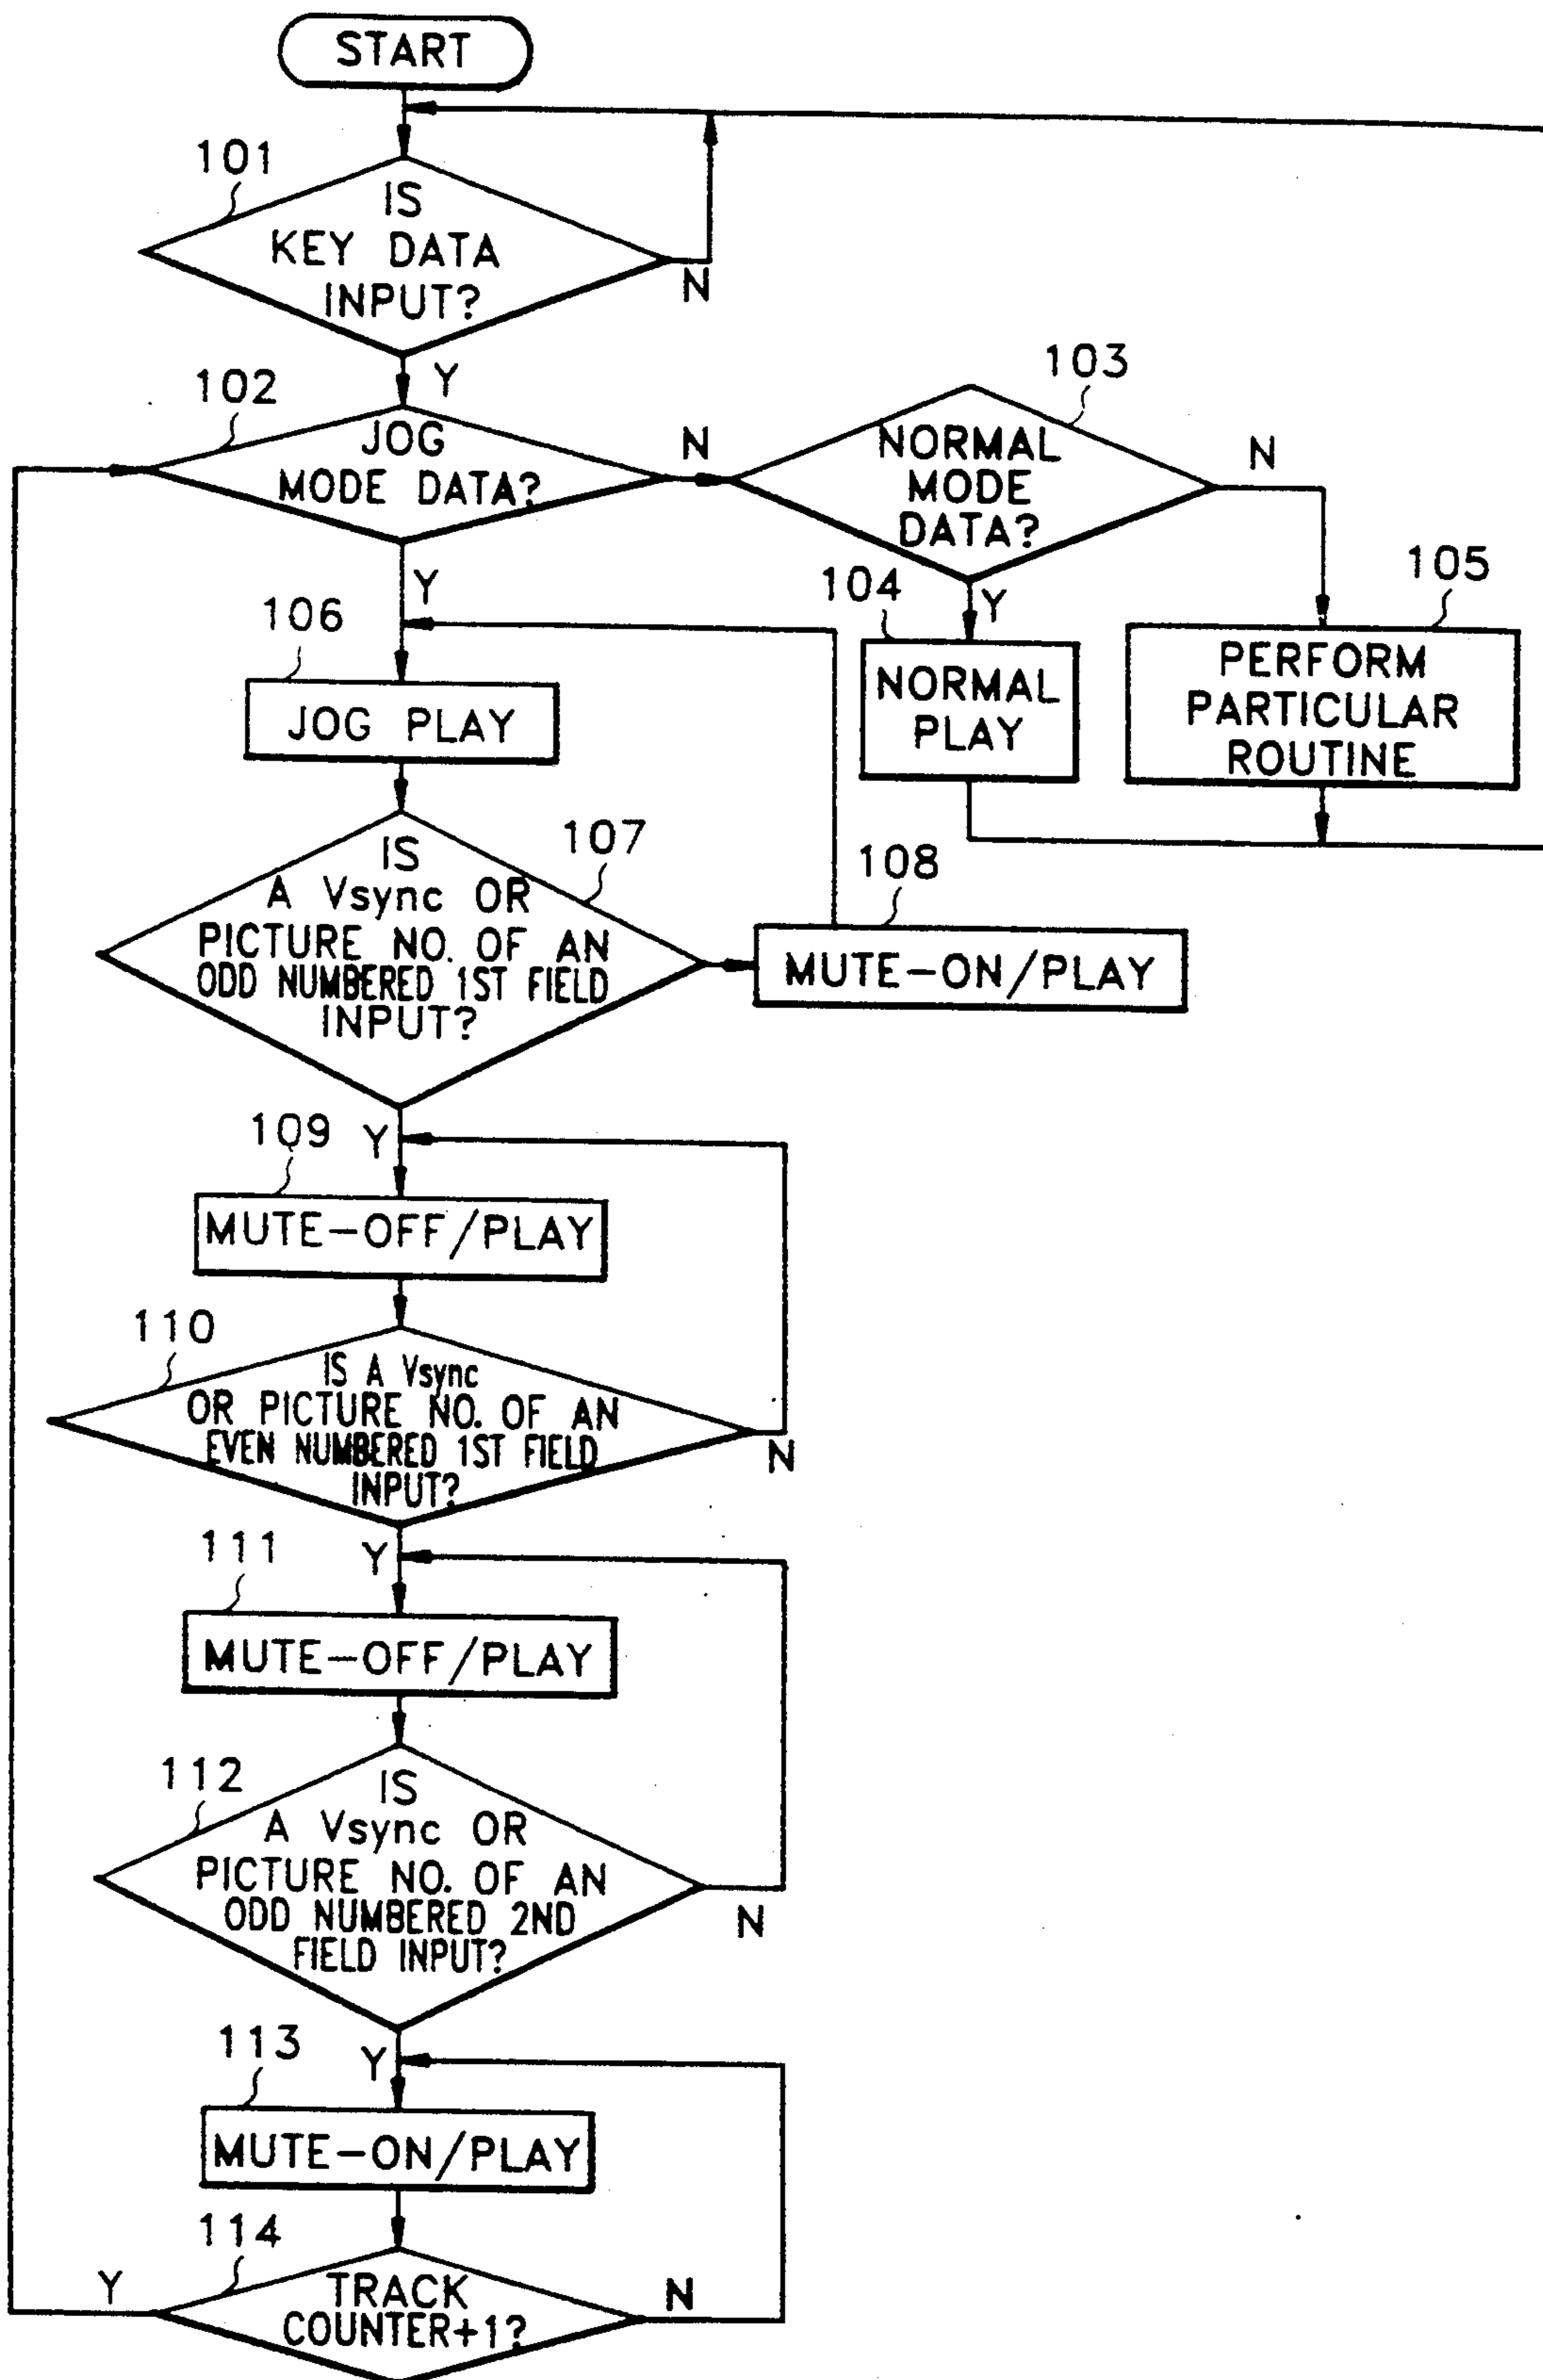 START
101
IS
KEY DATA
INPUT?
N
Y
102
JOG
MODE DATA?
N
103
NORMAL
MODE
DATA?
N
Y
104
NORMAL
PLAY
105
PERFORM
PARTICULAR
ROUTINE
Y
106
JOG PLAY
107
IS
A Vsync OR
PICTURE NO. OF AN
ODD NUMBERED 1ST FIELD
INPUT?
108
MUTE-ON/PLAY
Y
109
MUTE-OFF/PLAY
110
IS A Vsync
OR PICTURE NO. OF AN
EVEN NUMBERED 1ST FIELD
INPUT?
N
Y
111
MUTE-OFF/PLAY
112
IS
A Vsync OR
PICTURE NO. OF AN
ODD NUMBERED 2ND
FIELD INPUT?
N
Y
113
MUTE-ON/PLAY
114
Y
TRACK
COUNTER+1?
N